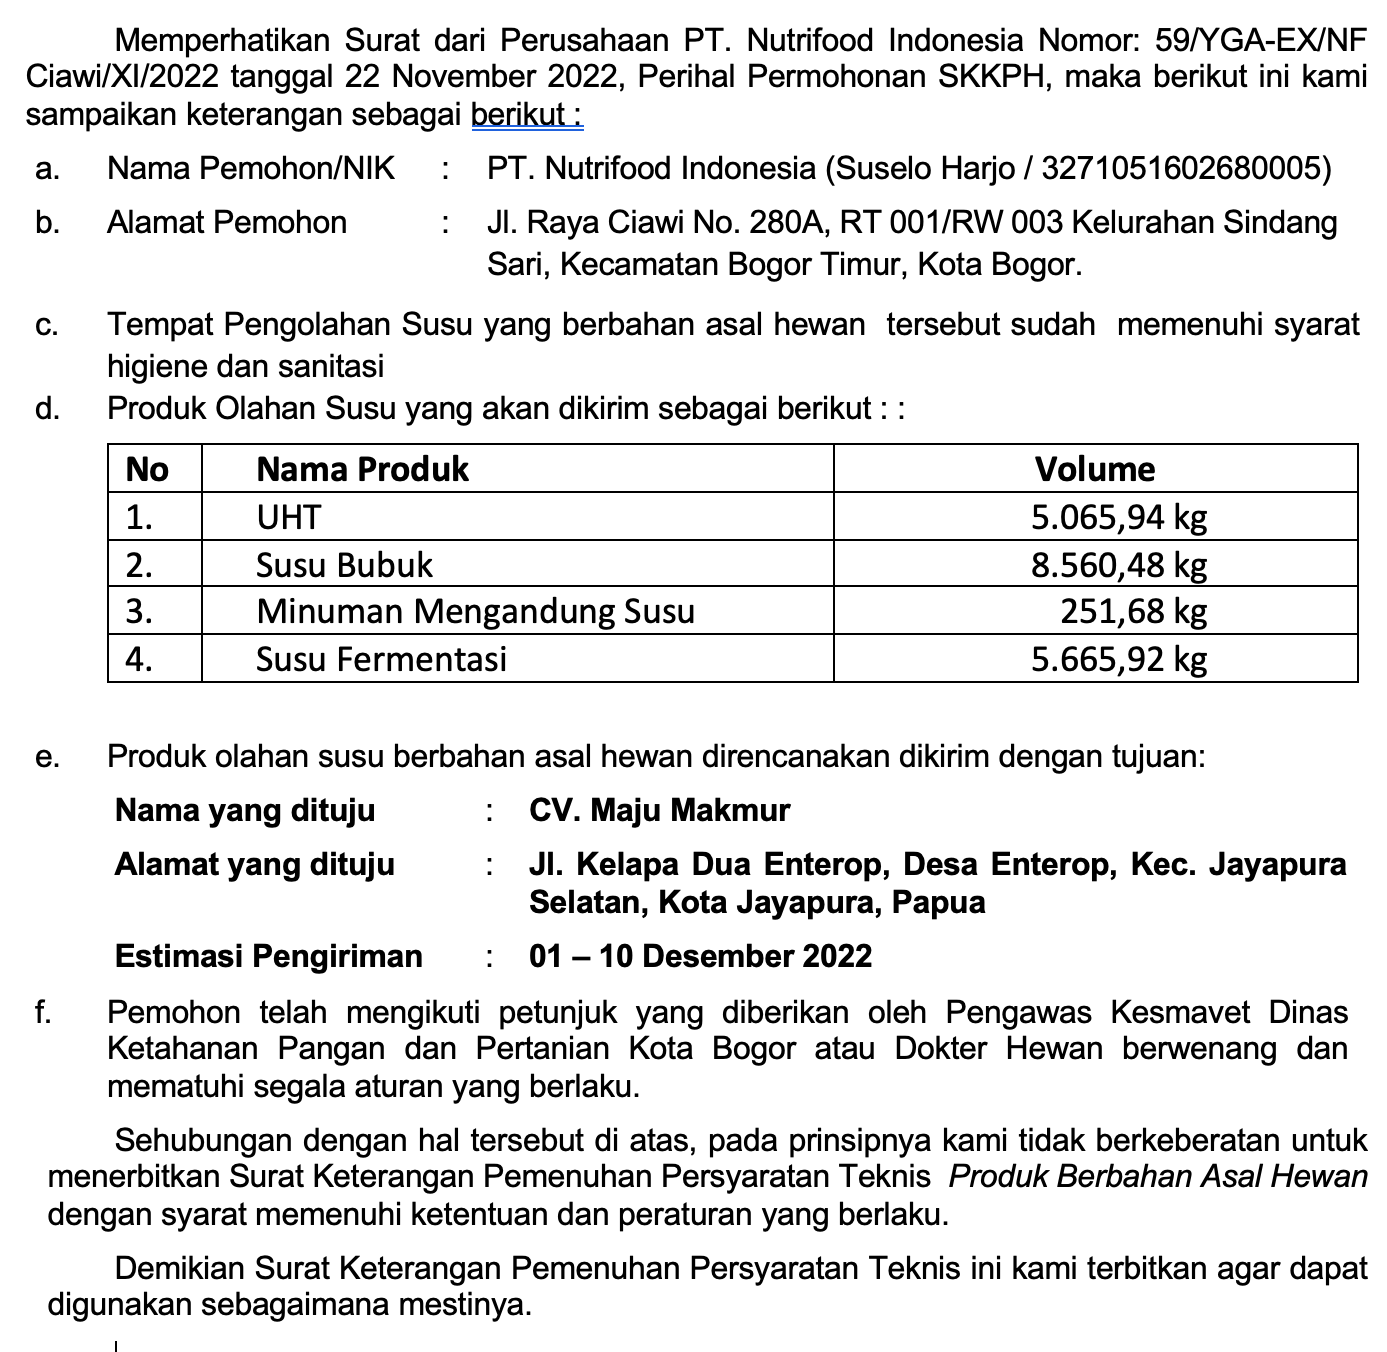 Memperhatikan Surat dari Perusahaan PT. Nutrifood Indonesia Nomor: 59/YGA-EX/NF
Ciawi/XI/2022 tanggal 22 November 2022, Perihal Permohonan SKKPH, maka berikut ini kami
sampaikan keterangan sebagai berikut :
a. Nama Pemohon/NIK : PT. Nutrifood Indonesia (Suselo Harjo / 3271051602680005)
b. Alamat Pemohon : Jl. Raya Ciawi No. 280A, RT 001/RW 003 Kelurahan Sindang
Sari, Kecamatan Bogor Timur, Kota Bogor.
c. Tempat Pengolahan Susu yang berbahan asal hewan tersebut sudah memenuhi syarat
higiene dan sanitasi
d. Produk Olahan Susu yang akan dikirim sebagai berikut : :
No Nama Produk Volume
1. UHT 5.065,94 kg
2. Susu Bubuk 8.560,48 kg
3. Minuman Mengandung Susu 251,68 kg
4. Susu Fermentasi 5.665,92 kg
e. Produk olahan susu berbahan asal hewan direncanakan dikirim dengan tujuan:
Nama yang dituju : CV. Maju Makmur
Alamat yang dituju : Jl. Kelapa Dua Enterop, Desa Enterop, Kec. Jayapura
Selatan, Kota Jayapura, Papua
Estimasi Pengiriman : 01 – 10 Desember 2022
f. Pemohon telah mengikuti petunjuk yang diberikan oleh Pengawas Kesmavet Dinas
Ketahanan Pangan dan Pertanian Kota Bogor atau Dokter Hewan berwenang dan
mematuhi segala aturan yang berlaku.
Sehubungan dengan hal tersebut di atas, pada prinsipnya kami tidak berkeberatan untuk
menerbitkan Surat Keterangan Pemenuhan Persyaratan Teknis Produk Berbahan Asal Hewan
dengan syarat memenuhi ketentuan dan peraturan yang berlaku.
Demikian Surat Keterangan Pemenuhan Persyaratan Teknis ini kami terbitkan agar dapat
digunakan sebagaimana mestinya.